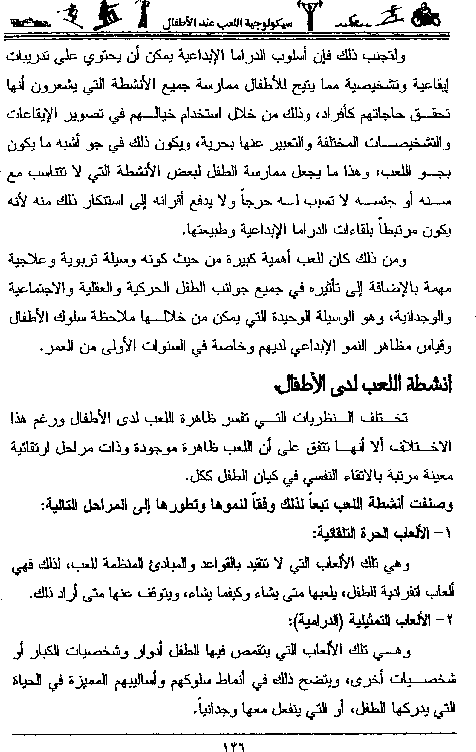 سيكولوجية اللعب عند الأطفال
ولتجنب ذلك فإن أسلوب الدراما الإبداعية يمكن أن يحتوي على تدريبات
إيقاعية وتشخيصية مما يتيح للأطفال ممارسة جميع الأنشطة التي يشعرون أنها
تحقق حاجاتهم كأفراد، وذلك من خلال استخدام خيالهم في تصوير الإيقاعات
والتشخيصات المختلفة والتعبير عنها بحرية، ويكون ذلك في جو أشبه ما يكون
بجو اللعب، وهذا ما يجعل ممارسة الطفل لبعض الأنشطة التي لا تتناسب مع
سنه أو جنسه لا تسبب له حرجاً ولا يدفع أقرانه إلى استنكار ذلك منه لأنه
يكون مرتبطاً بلقاءات الدراما الإبداعية وطبيعتها.
ومن ذلك كان للعب أهمية كبيرة من حيث كونه وسيلة تربوية وعلاجية
مهمة بالإضافة إلى تأثيره في جميع جوانب الطفل الحركية والعقلية والاجتماعية
والوجدانية، وهو الوسيلة الوحيدة التي يمكن من خلالها ملاحظة سلوك الأطفال
وقياس مظاهر النمو الإبداعي لديهم وخاصة في السنوات الأولى من العمر.
أنشطة اللعب لدى الأطفال.
تختلف النظريات التي تفسر ظاهرة اللعب لدى الأطفال ورغم هذا
الاختلاف ألا أنها تتفق على أن اللعب ظاهرة موجودة وذات مراحل ارتقائية
معينة مرتبة بالاتقاء النفسي في كيان الطفل ككل.
وصنفت أنشطة اللعب تبعاً لذلك وفقاً لنموها وتطورها إلى المراحل التالية:
١- الألعاب الحرة التلقائية:
وهي تلك الألعاب التي لا تتقيد بالقواعد والمبادئ المنظمة للعب، لذلك فهي
ألعاب انفرادية للطفل، يلعبها متى يشاء وكيفما يشاء، ويتوقف عنها متى أراد ذلك.
٢- الألعاب التمثيلية (الدرامية):
وهي تلك الألعاب التي يتقمص فيها الطفل أدوار وشخصيات الكبار أو
شخصيات أخرى، ويتضح ذلك في أنماط سلوكهم وأساليبهم المميزة في الحياة
التي يدركها الطفل، أو التي ينفعل معها وجدانياً.
١٣٦